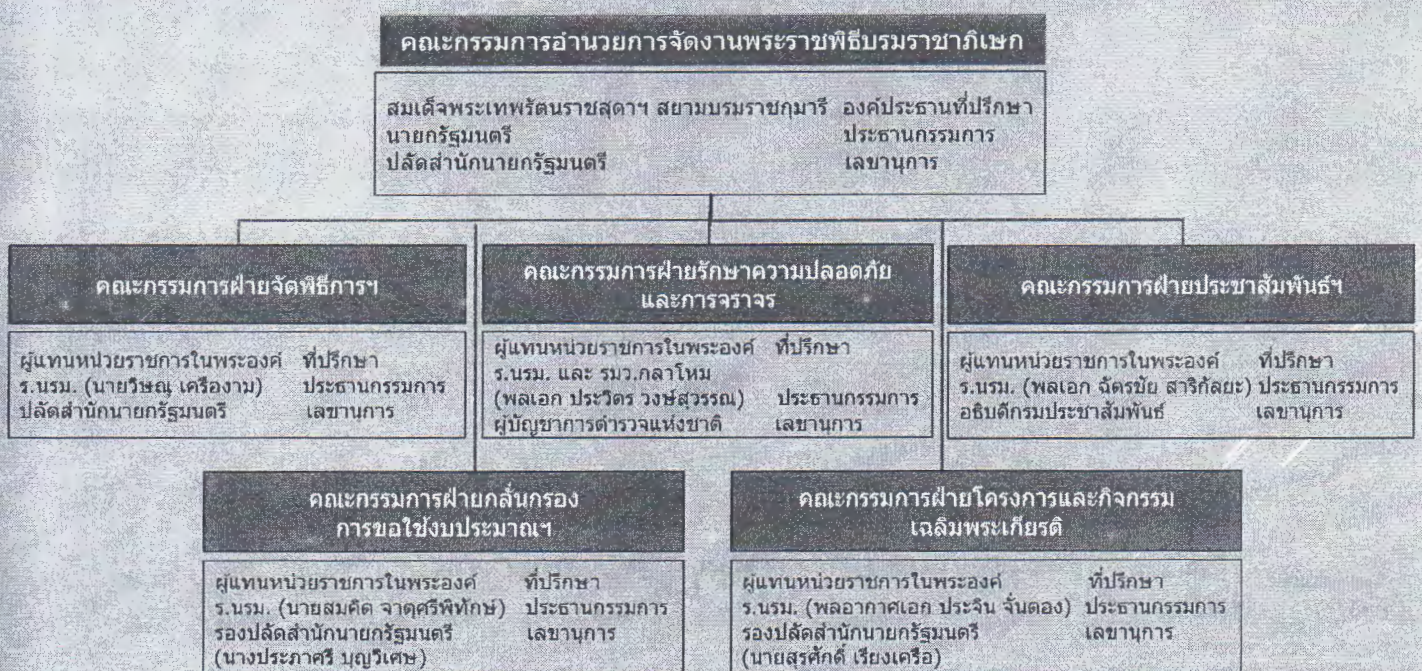 คณะกรรมการอำนวยการจัดงานพระราชพิธีบรมราชาภิเษก
สมเด็จพระเทพรัตนราชสุดาฯ สยามบรมราชกุมารี องค์ประธานที่ปรึกษา
นายกรัฐมนตรี ประธานกรรมการ
ปลัดสำนักนายกรัฐมนตรี เลขานุการ
คณะกรรมการฝ่ายจัดพิธีการฯ
ผู้แทนหน่วยราชการในพระองค์ ที่ปรึกษา
ร.นรม. (นายวิษณุ เครืองาม) ประธานกรรมการ
ปลัดสำนักนายกรัฐมนตรี เลขานุการ
คณะกรรมการฝ่ายรักษาความปลอดภัย
และการจราจร
ผู้แทนหน่วยราชการในพระองค์ ที่ปรึกษา
ร.นรม. และ รมว.กลาโหม
(พลเอก ประวิตร วงษ์สุวรรณ) ประธานกรรมการ
ผู้บัญชาการตำรวจแห่งชาติ เลขานุการ
คณะกรรมการฝ่ายประชาสัมพันธ์ฯ
ผู้แทนหน่วยราชการในพระองค์ ที่ปรึกษา
ร.นรม. (พลเอก ฉัตรชัย สาริกัลยะ) ประธานกรรมการ
อธิบดีกรมประชาสัมพันธ์ เลขานุการ
คณะกรรมการฝ่ายกลั่นกรอง
การขอใช้งบประมาณฯ
ผู้แทนหน่วยราชการในพระองค์ ที่ปรึกษา
ร.นรม. (นายสมคิด จาตุศรีพิทักษ์) ประธานกรรมการ
รองปลัดสำนักนายกรัฐมนตรี เลขานุการ
(นางประภาศรี บุญวิเศษ)
คณะกรรมการฝ่ายโครงการและกิจกรรม
เฉลิมพระเกียรติ
ผู้แทนหน่วยราชการในพระองค์ ที่ปรึกษา
ร.นรม. (พลอากาศเอก ประจิน จั่นตอง) ประธานกรรมการ
รองปลัดสำนักนายกรัฐมนตรี เลขานุการ
(นายสุรศักดิ์ เรียงเครือ)